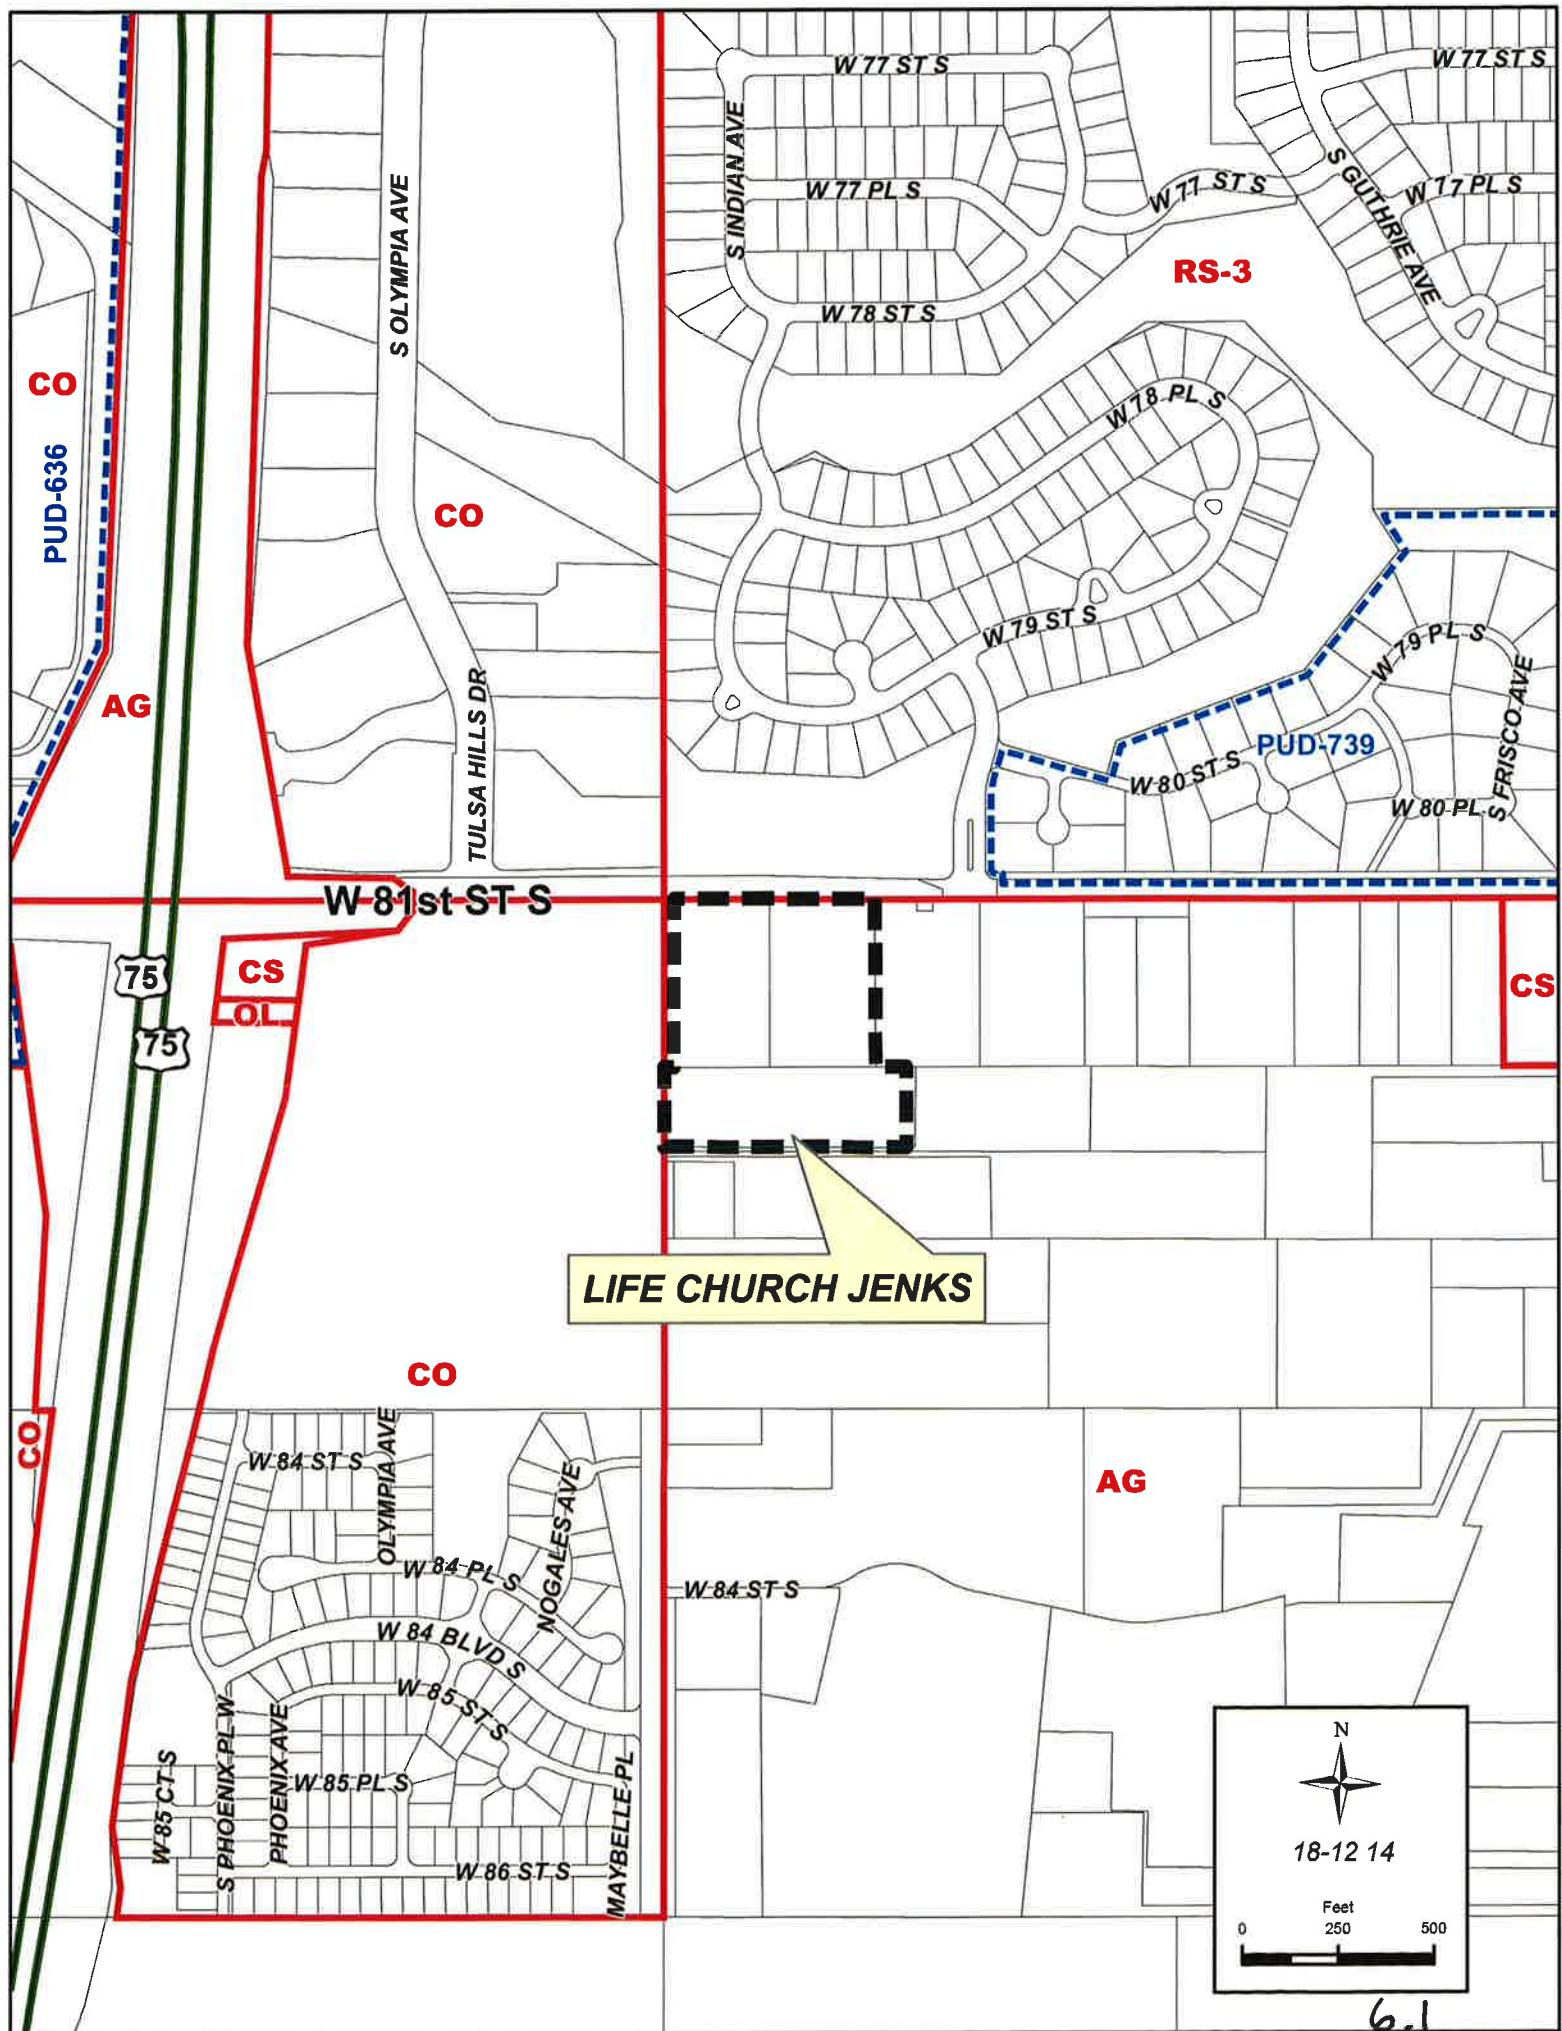 W 77 ST S
W 77 ST S
S INDIAN AVE
S OLYMPIA AVE
W 77 PL S
W 77 ST S
S GUTHRIE AVE
W 77 PL S
RS-3
W 78 ST S
CO
PUD-636
W 78 PL S
CO
W 79 ST S
W 79 PL S
S FRISCO AVE
AG
TULSA HILLS DR
PUD-739
W 80 ST S
W 80 PL S
W 81st ST S
75
CS
CS
OL
75
LIFE CHURCH JENKS
CO
CO
W 84 ST S
OLYMPIA AVE
NOGALES AVE
AG
W 84 PL S
W 84 ST S
W 84 BLVD S
W 85 ST S
W 85 CT S
S PHOENIX PL W
PHOENIX AVE
W 85 PL S
MAYBELLE PL
W 86 ST S
N
18-12 14
Feet
0 250 500
6.1